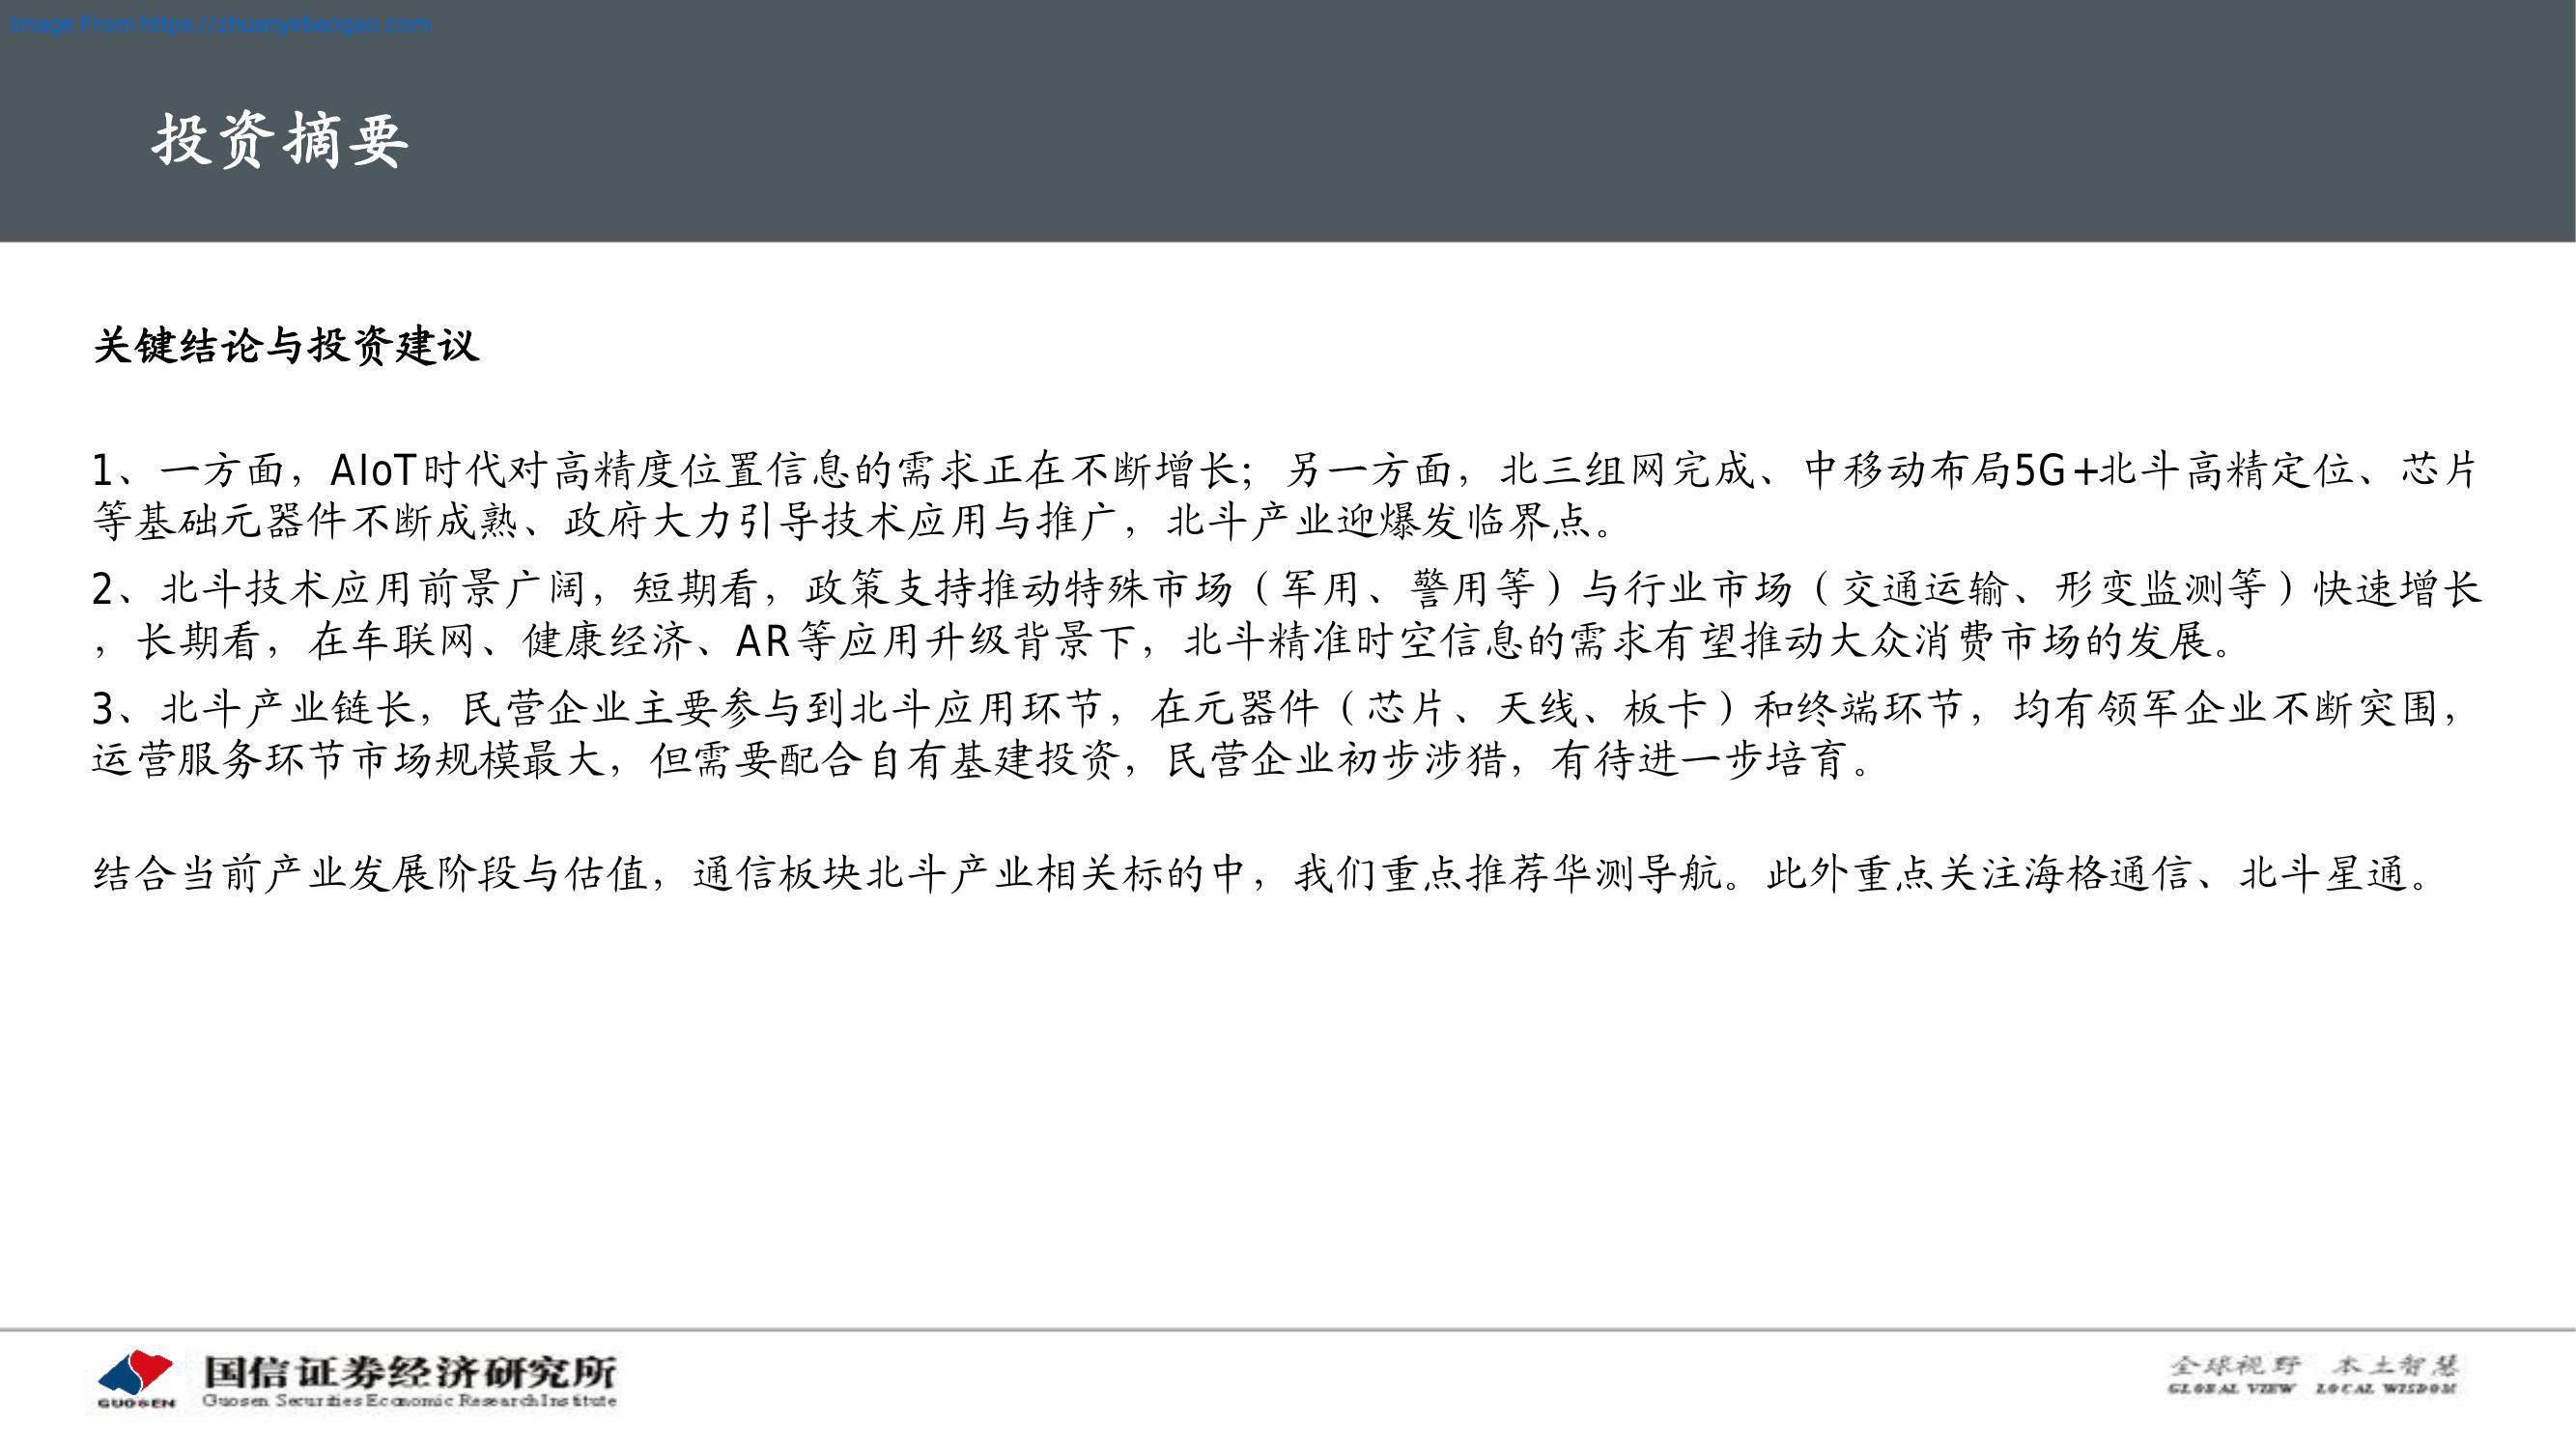 Image From https://zhuanyebaogao.com
投资摘要
关键结论与投资建议
1、一方面，AIoT时代对高精度位置信息的需求正在不断增长；另一方面，北三组网完成、中移动布局5G+北斗高精定位、芯片
等基础元器件不断成熟、政府大力引导技术应用与推广，北斗产业迎爆发临界点。
2、北斗技术应用前景广阔，短期看，政策支持推动特殊市场（军用、警用等）与行业市场（交通运输、形变监测等）快速增长
，长期看，在车联网、健康经济、AR等应用升级背景下，北斗精准时空信息的需求有望推动大众消费市场的发展。
3、北斗产业链长，民营企业主要参与到北斗应用环节，在元器件（芯片、天线、板卡）和终端环节，均有领军企业不断突围，
运营服务环节市场规模最大，但需要配合自有基建投资，民营企业初步涉猎，有待进一步培育。
结合当前产业发展阶段与估值，通信板块北斗产业相关标的中，我们重点推荐华测导航。此外重点关注海格通信、北斗星通。
国信证券经济研究所
GUOSEN Guosen Securities Economic Research Institute
全球视野 本土智慧
GLOBAL VIEW LOCAL WISDOM